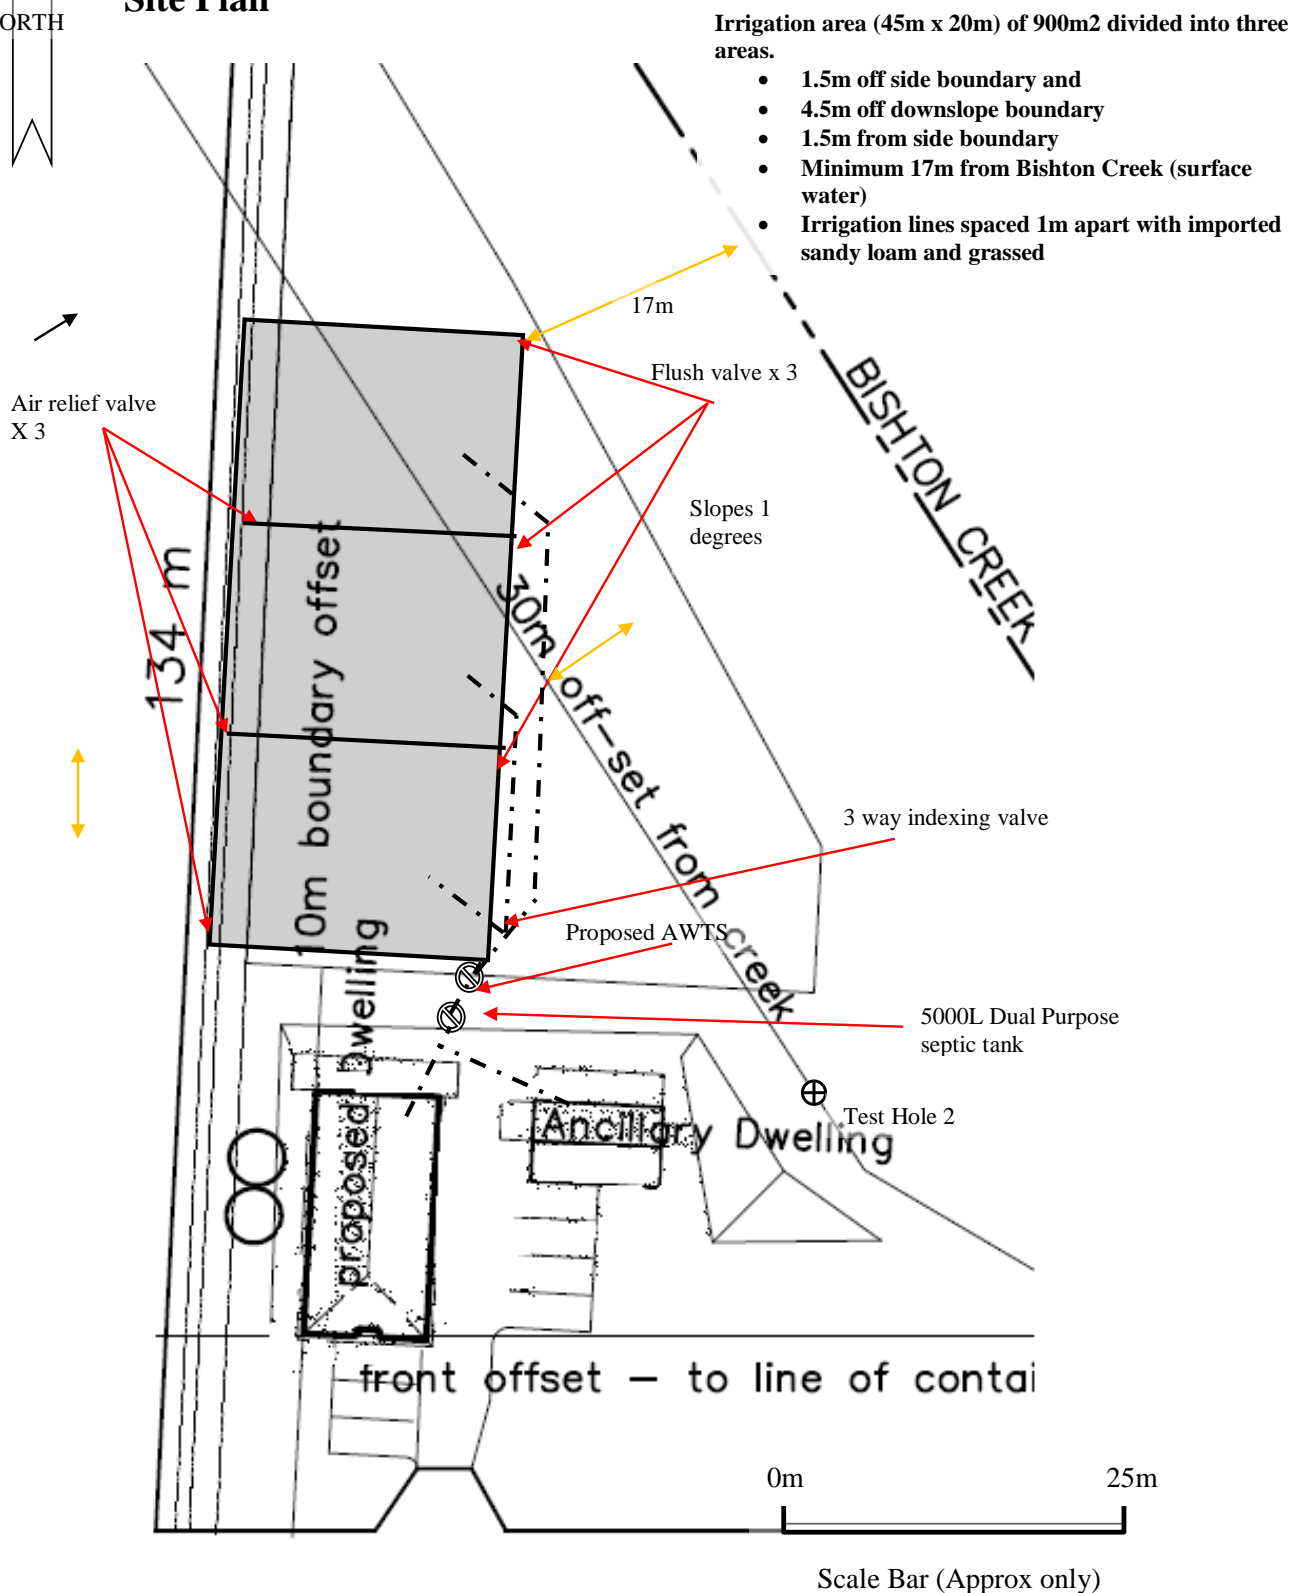 Site Plan
ORTH
Irrigation area (45m x 20m) of 900m2 divided into three
areas.
• 1.5m off side boundary and
• 4.5m off downslope boundary
• 1.5m from side boundary
• Minimum 17m from Bishton Creek (surface
water)
• Irrigation lines spaced 1m apart with imported
sandy loam and grassed
17m
Flush valve x 3
Air relief valve
X 3
BISHTON CREEK
Slopes 1
degrees
134 m
10m boundary offset
30m off-set from creek
3 way indexing valve
Proposed AWTS
5000L Dual Purpose
septic tank
Test Hole 2
proposed Dwelling
Ancillary Dwelling
front offset – to line of contai
0m 25m
Scale Bar (Approx only)